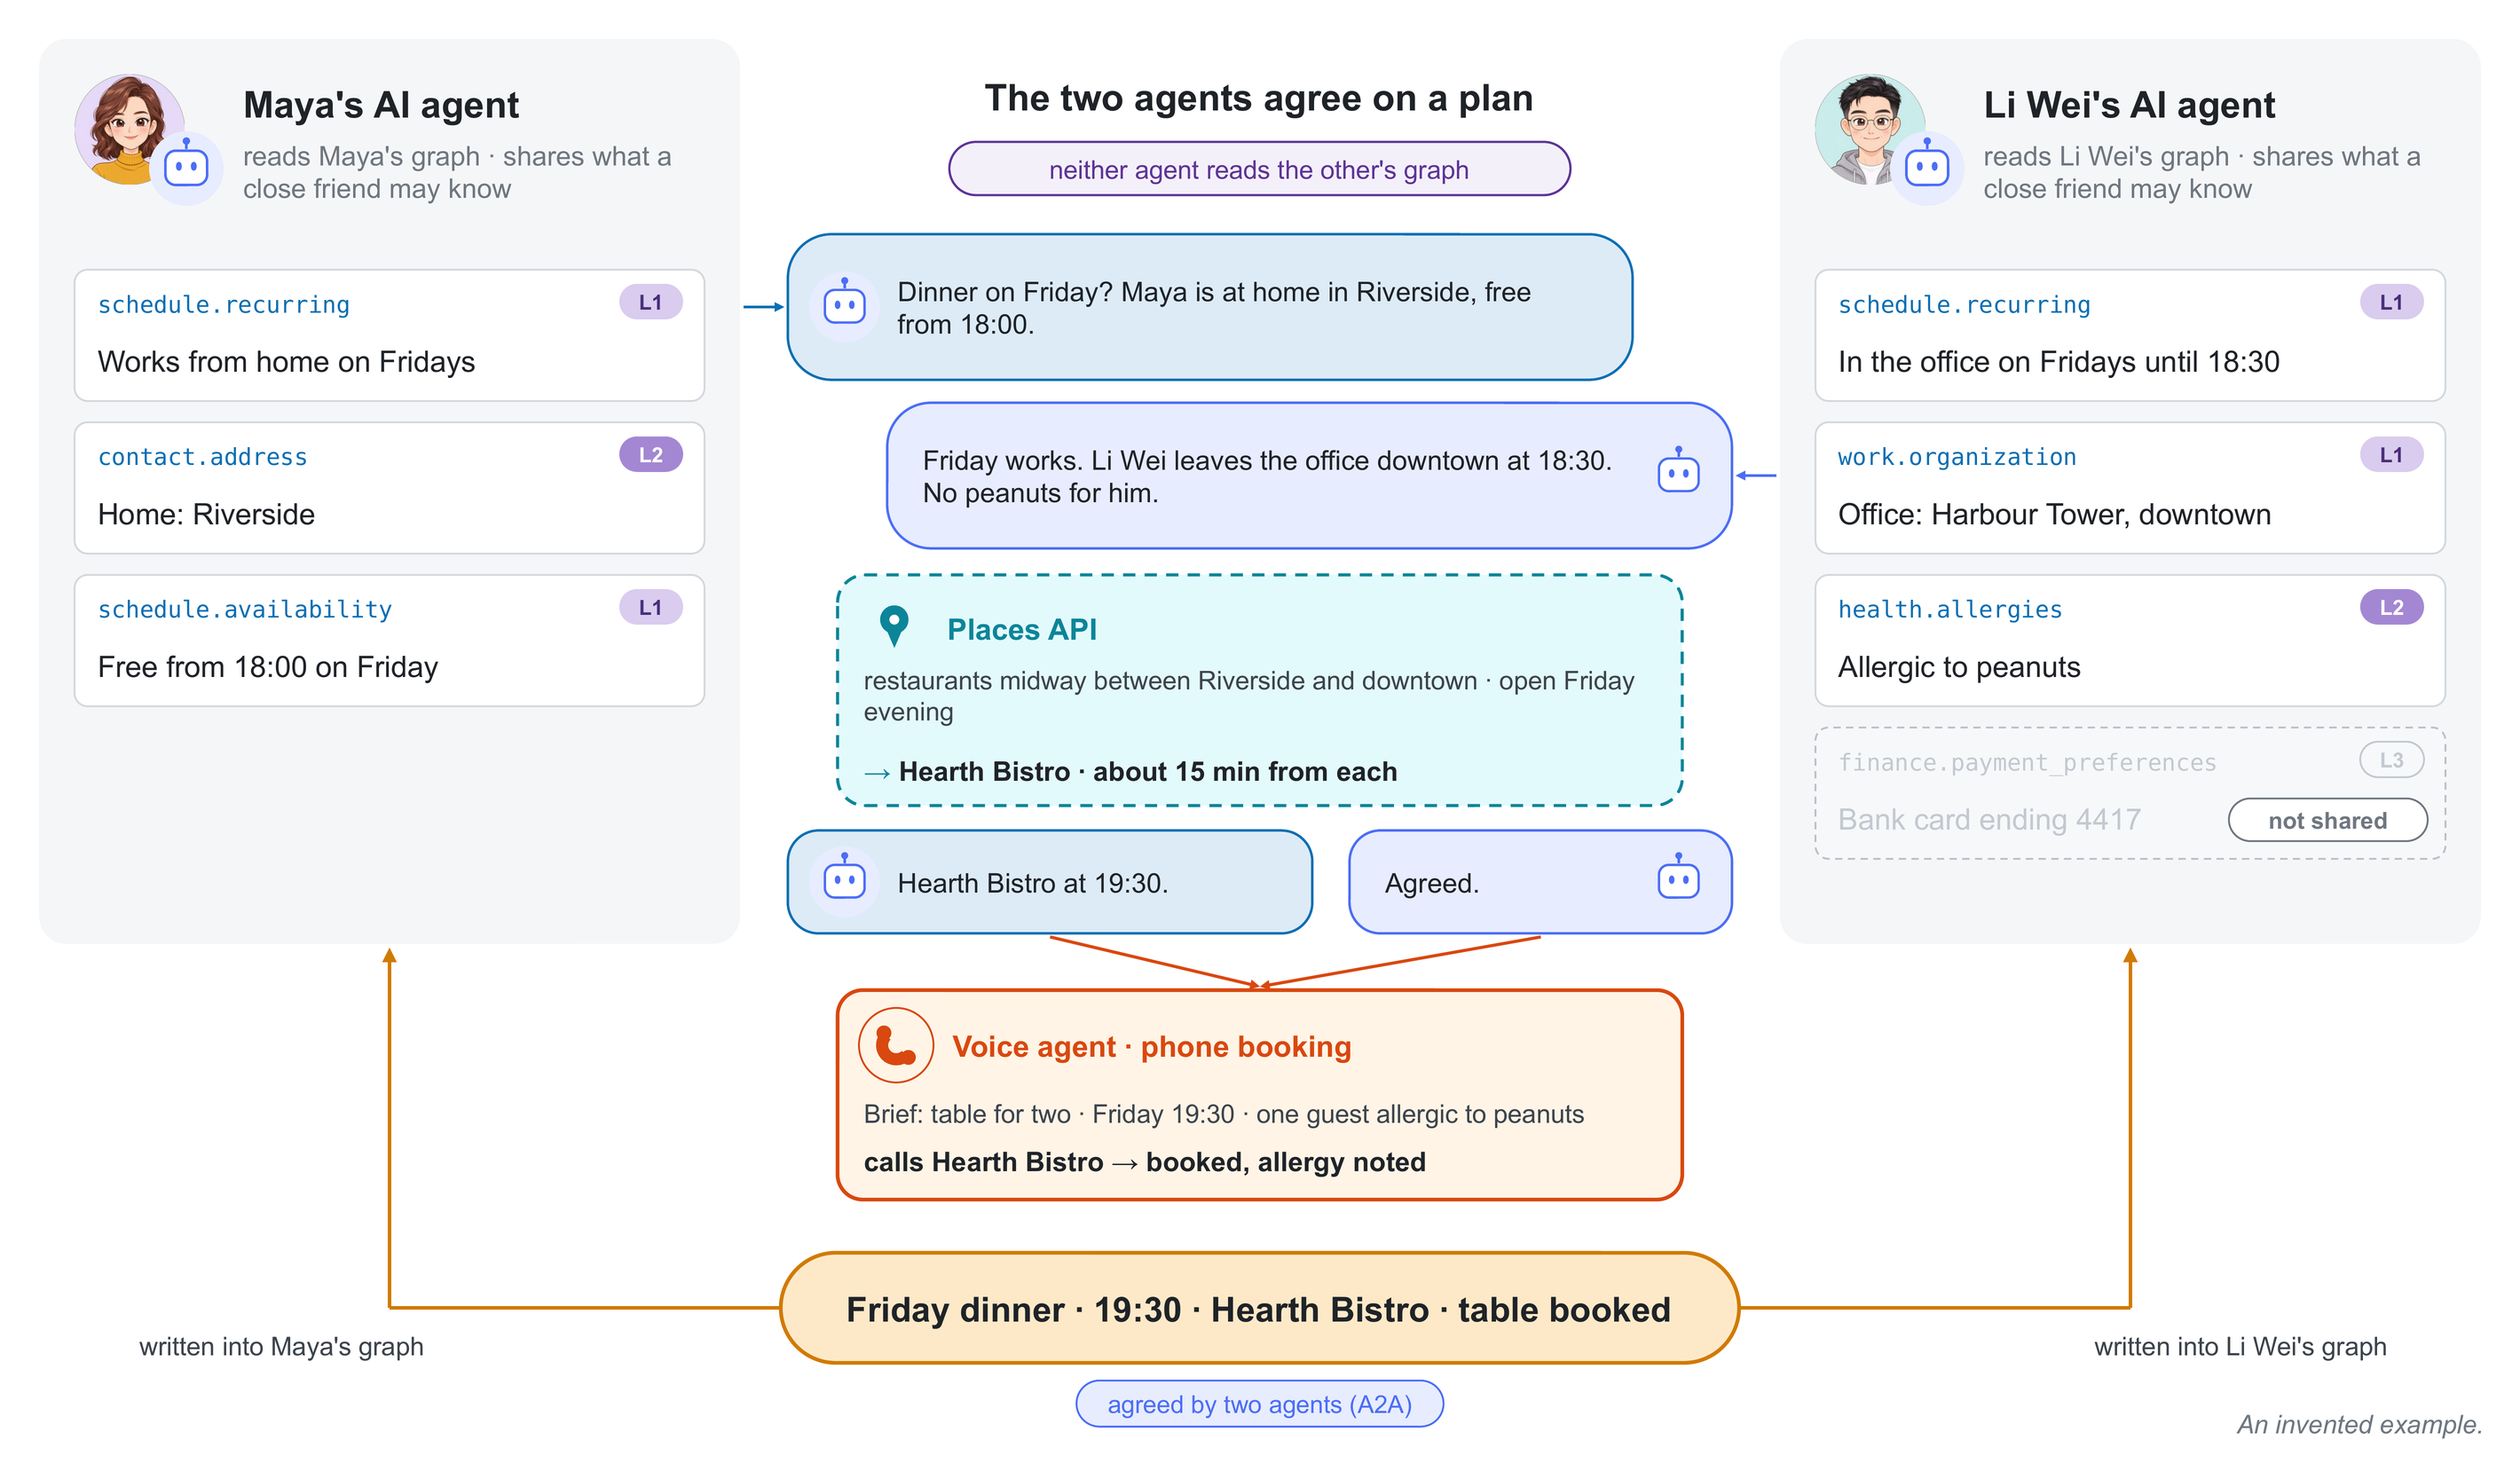 Maya's AI agent
reads Maya's graph · shares what a
close friend may know
schedule.recurring
L1
Works from home on Fridays
contact.address
L2
Home: Riverside
schedule.availability
L1
Free from 18:00 on Friday
The two agents agree on a plan
neither agent reads the other's graph
Dinner on Friday? Maya is at home in Riverside, free
from 18:00.
Friday works. Li Wei leaves the office downtown at 18:30.
No peanuts for him.
Places API
restaurants midway between Riverside and downtown · open Friday
evening
→ Hearth Bistro · about 15 min from each
Hearth Bistro at 19:30.
Agreed.
Voice agent · phone booking
Brief: table for two · Friday 19:30 · one guest allergic to peanuts
calls Hearth Bistro → booked, allergy noted
Li Wei's AI agent
reads Li Wei's graph · shares what a
close friend may know
schedule.recurring
L1
In the office on Fridays until 18:30
work.organization
L1
Office: Harbour Tower, downtown
health.allergies
L2
Allergic to peanuts
finance.payment_preferences
L3
Bank card ending 4417
not shared
Friday dinner · 19:30 · Hearth Bistro · table booked
written into Maya's graph
written into Li Wei's graph
agreed by two agents (A2A)
An invented example.